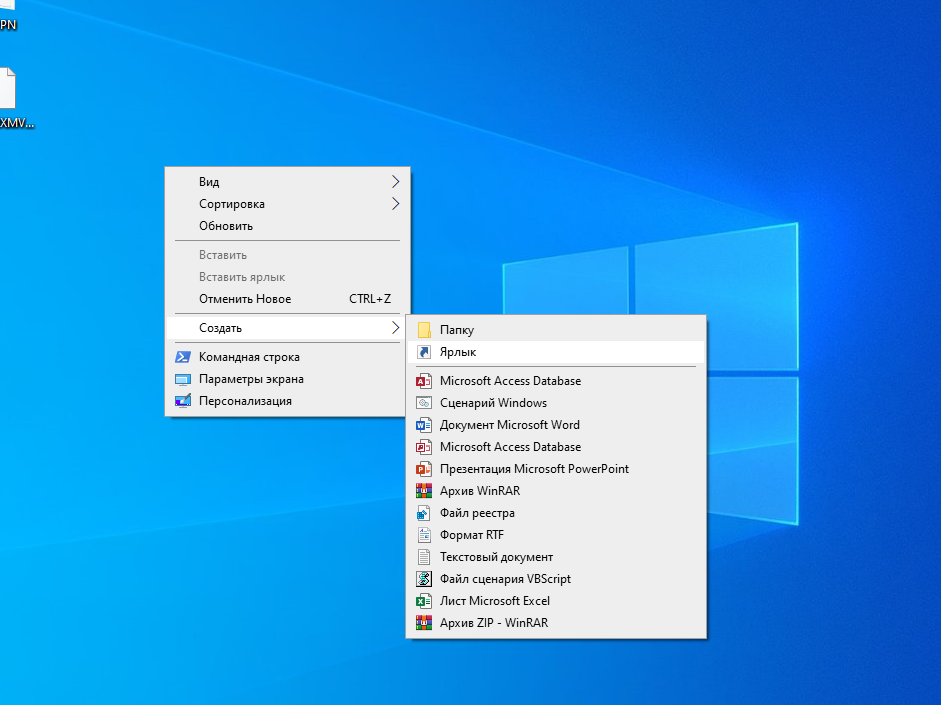 PN
XMV...
Вид
Сортировка
Обновить
Вставить
Вставить ярлык
Отменить Новое CTRL+Z
Создать
Командная строка
Параметры экрана
Персонализация
Папку
Ярлык
Microsoft Access Database
Сценарий Windows
Документ Microsoft Word
Microsoft Access Database
Презентация Microsoft PowerPoint
Архив WinRAR
Файл реестра
Формат RTF
Текстовый документ
Файл сценария VBScript
Лист Microsoft Excel
Архив ZIP - WinRAR